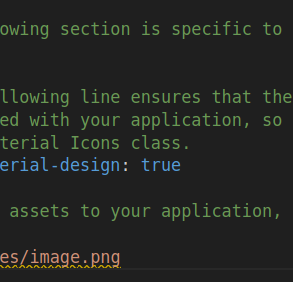 owing section is specific to
llowing line ensures that the
ed with your application, so
terial Icons class.
erial-design: true
assets to your application,
es/image.png